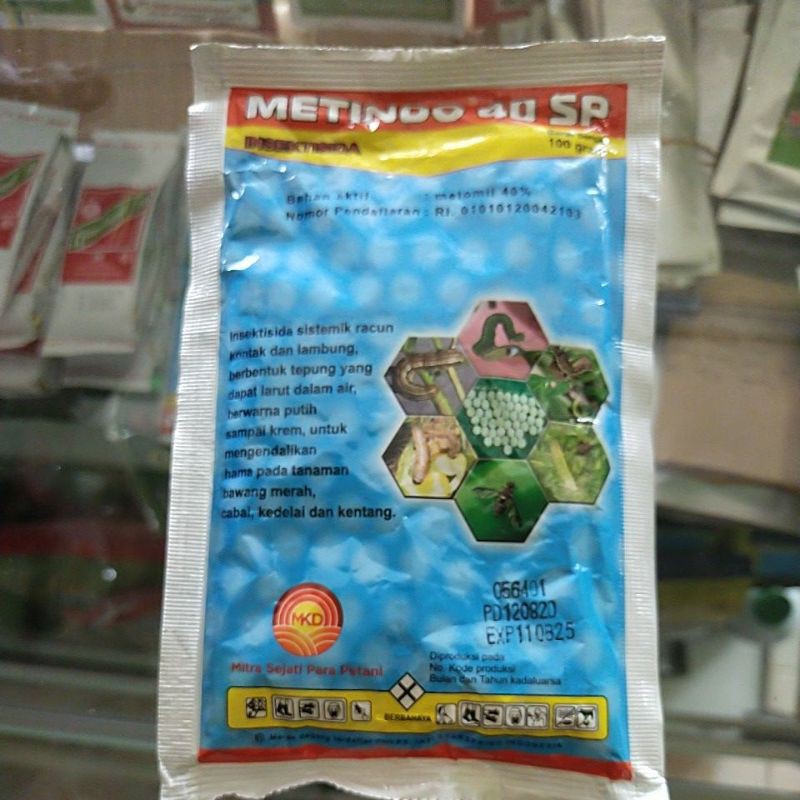 METINDO 40 SP
INSEKTISIDA
100 gr
Bahan aktif : metomil 40%
Nomor Pendaftaran : RI. 01010120042103
Insektisida sistemik racun
kontak dan lambung,
berbentuk tepung yang
dapat larut dalam air,
berwarna putih
sampai krem, untuk
mengendalikan
hama pada tanaman
bawang merah,
cabai, kedelai dan kentang.
056401
PD120820
EXP110825
MKD
Mitra Sejati Para Petani
Diproduksi pada
No. Kode produksi
Bulan dan Tahun kadaluarsa
BERBAHAYA